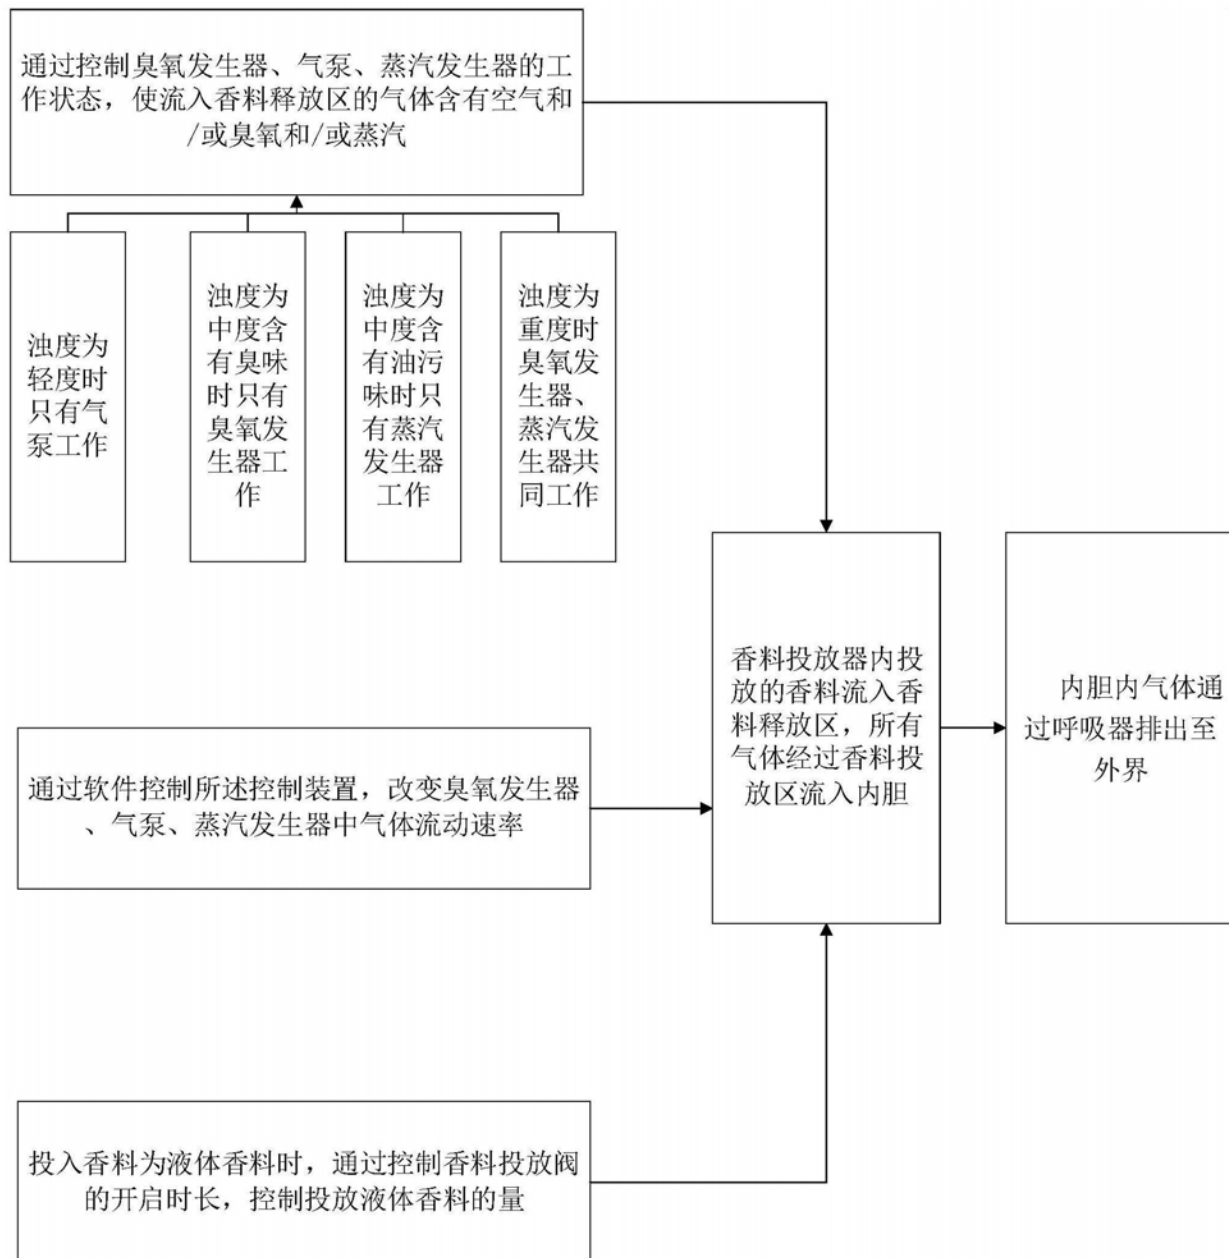 通过控制臭氧发生器、气泵、蒸汽发生器的工
作状态，使流入香料释放区的气体含有空气和
/或臭氧和/或蒸汽
浊度为
轻度时
只有气
泵工作
浊度为
中度含
有臭味
时只有
臭氧发
生器工
作
浊度为
中度含
有油污
味时只
有蒸汽
发生器
工作
浊度为
重度时
臭氧发
生器、
蒸汽发
生器共
同工作
香料投放器内投
放的香料流入香
料释放区，所有
气体经过香料投
放区流入内胆
内胆内气体通
过呼吸器排出至
外界
通过软件控制所述控制装置，改变臭氧发生器
、气泵、蒸汽发生器中气体流动速率
投入香料为液体香料时，通过控制香料投放阀
的开启时长，控制投放液体香料的量